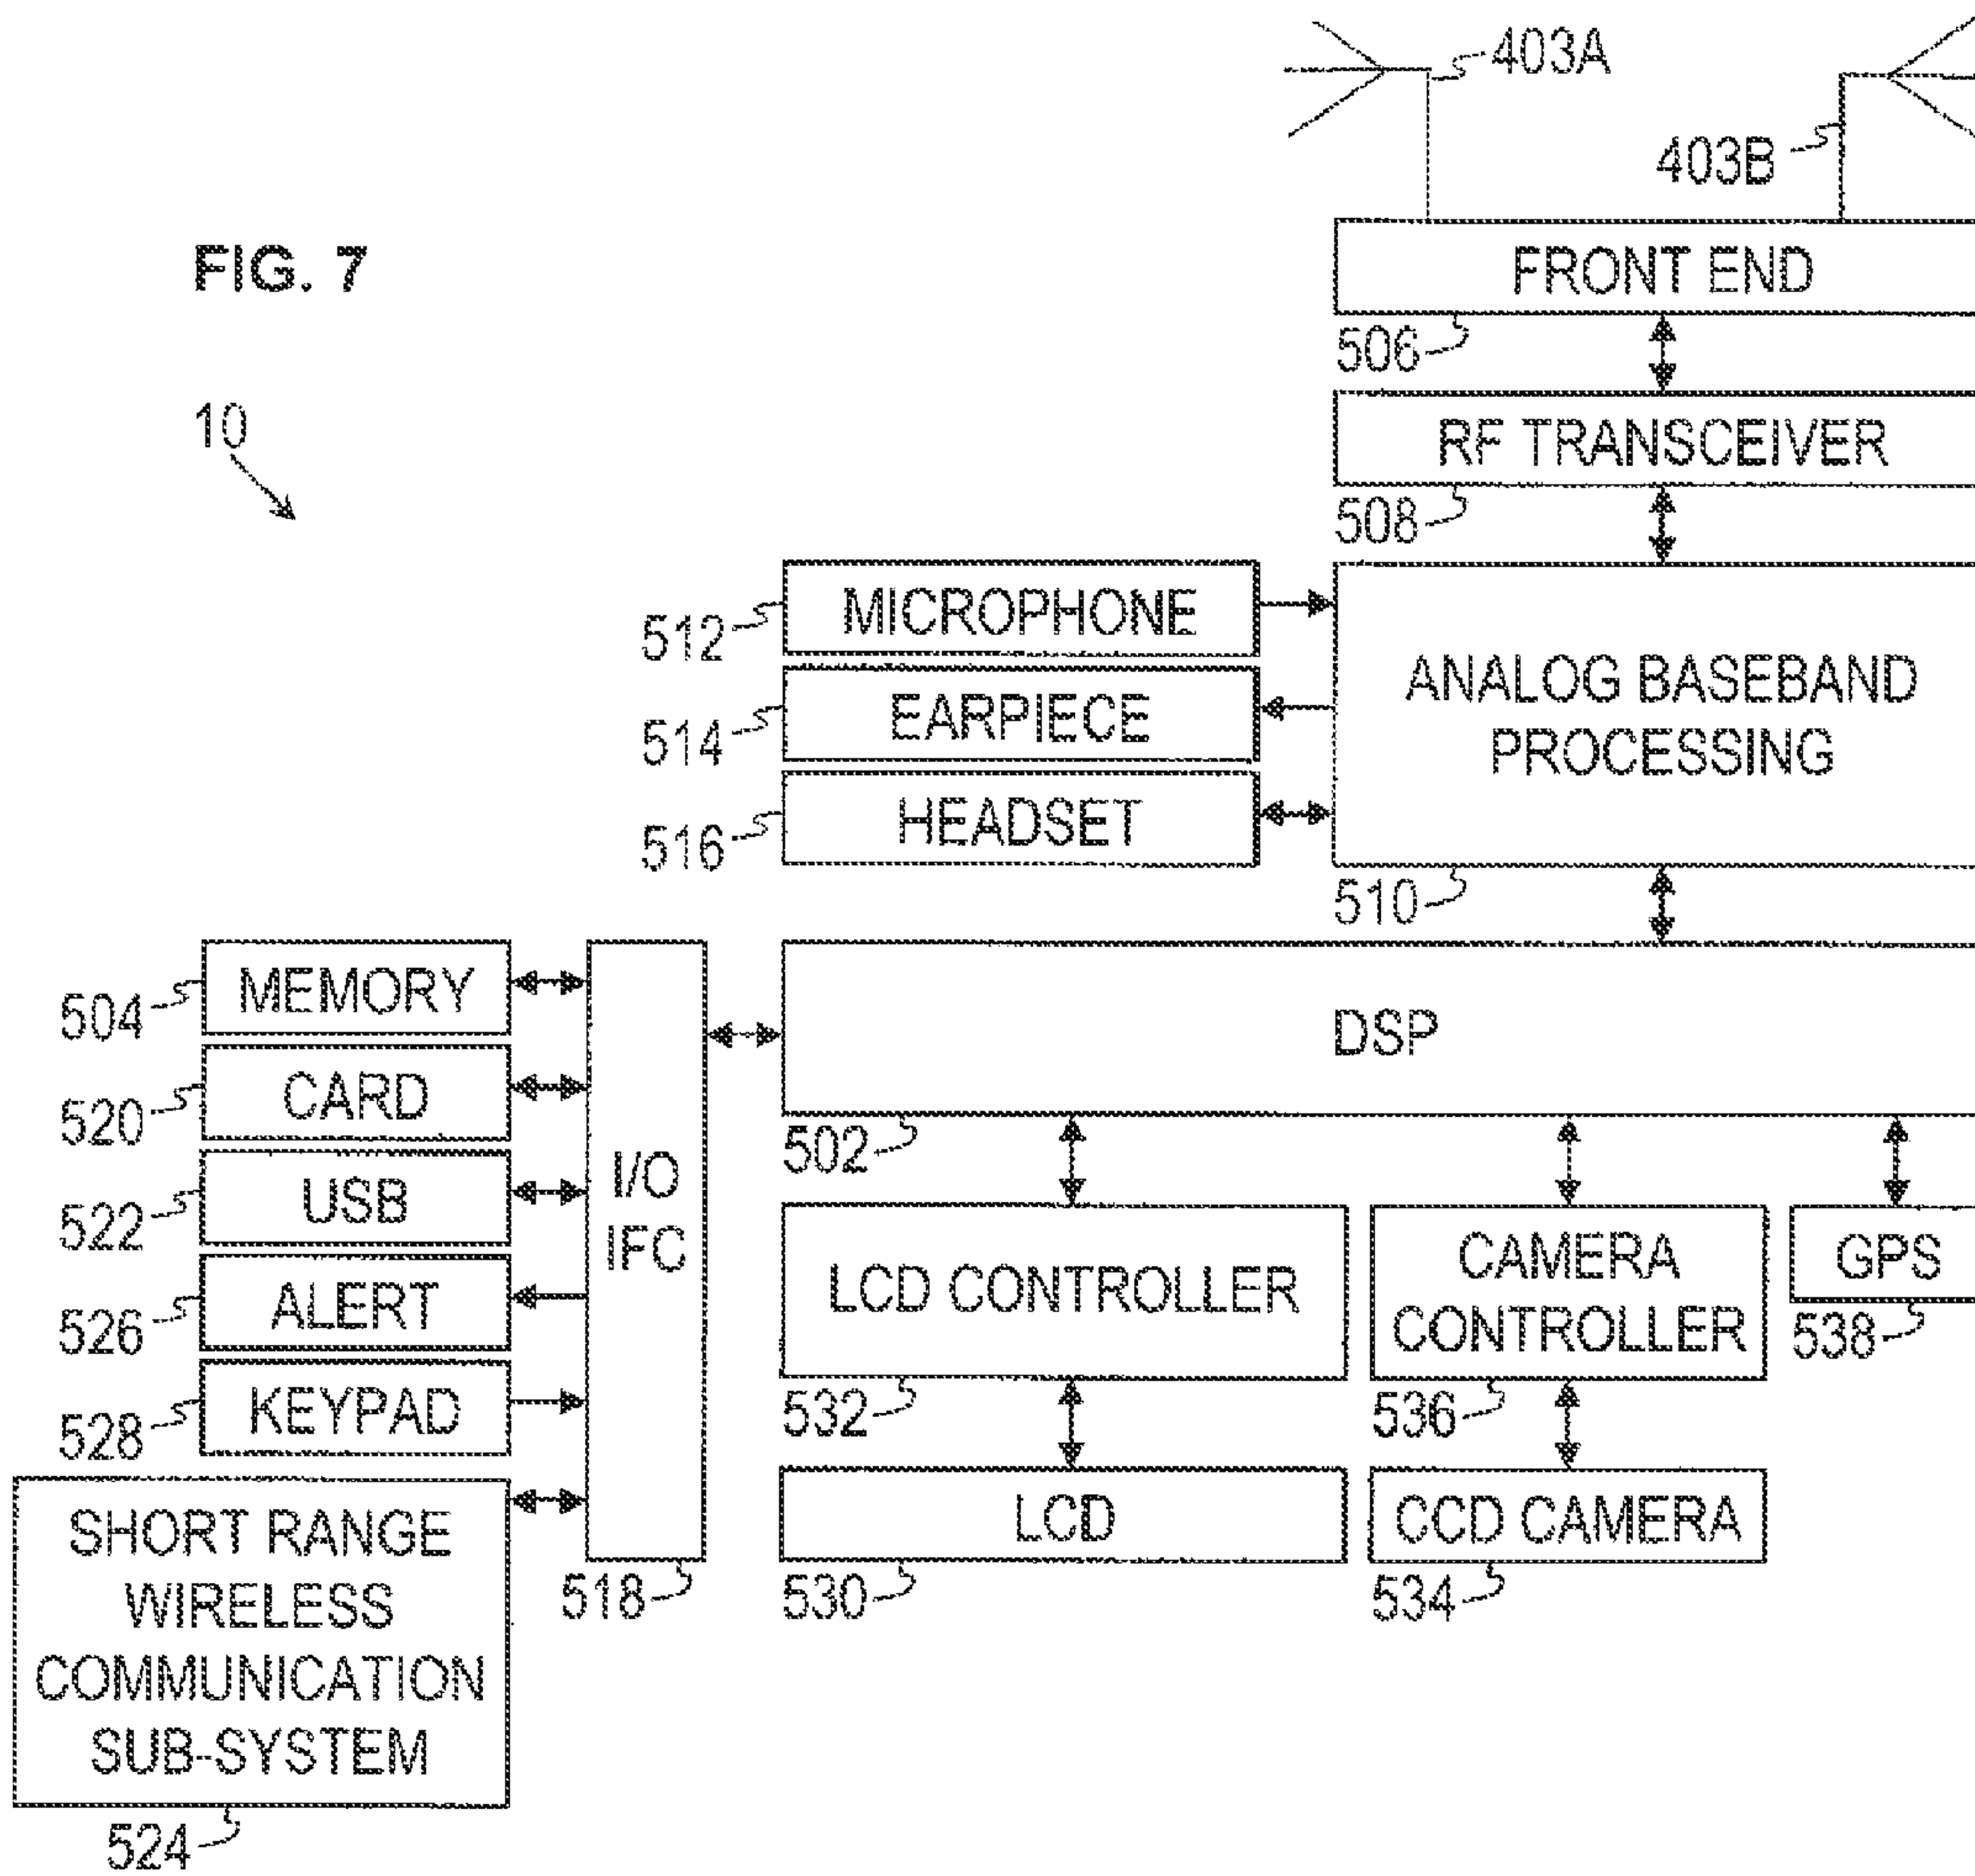 403A
403B
FIG. 7
FRONT END
506
10
RF TRANSCEIVER
508
MICROPHONE
512
ANALOG BASEBAND
PROCESSING
EARPIECE
514
HEADSET
516
510
MEMORY
504
DSP
CARD
520
502
I/O
IFC
USB
522
LCD CONTROLLER
CAMERA
CONTROLLER
GPS
538
ALERT
526
KEYPAD
528
532
536
SHORT RANGE
WIRELESS
COMMUNICATION
SUB-SYSTEM
LCD
CCD CAMERA
518
530
534
524